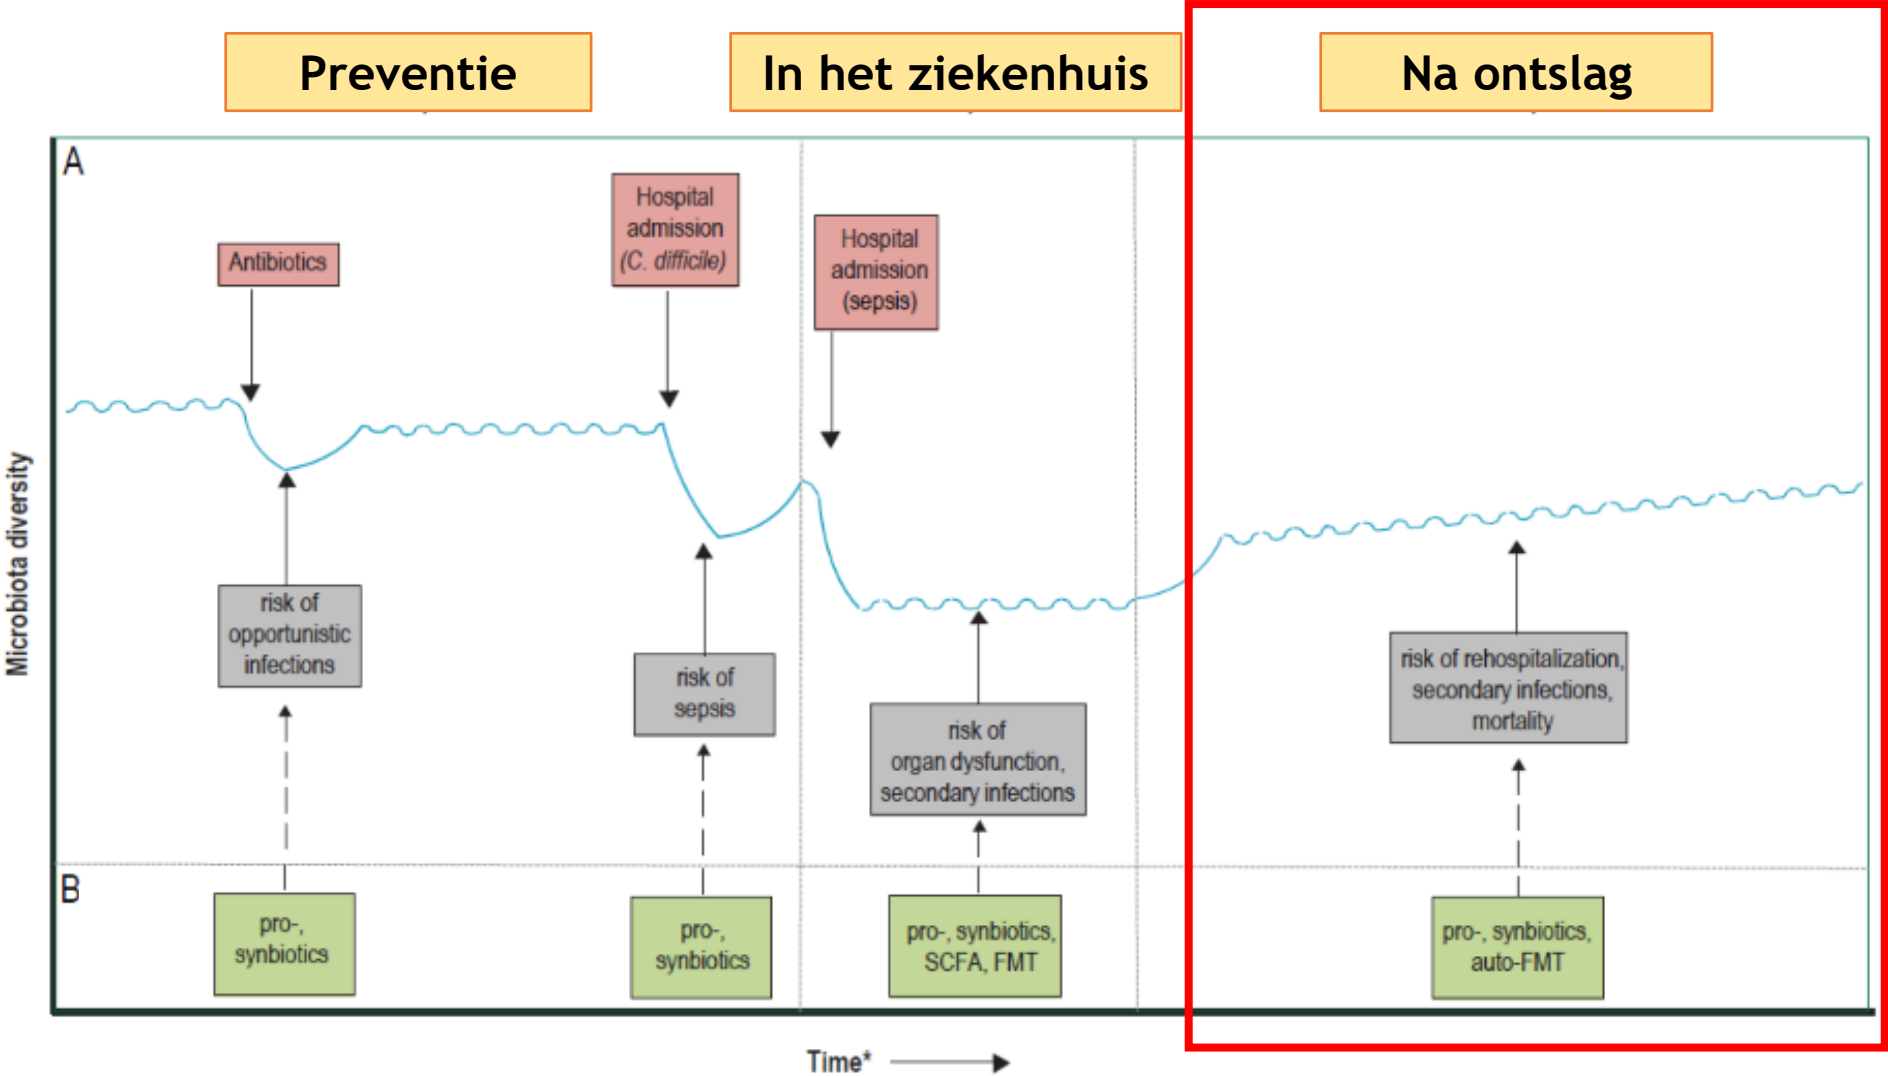 Preventie
In het ziekenhuis
Na ontslag
A
Antibiotics
Hospital
admission
(C. difficile)
Hospital
admission
(sepsis)
Microbiota diversity
risk of
opportunistic
infections
risk of
sepsis
risk of
organ dysfunction,
secondary infections
risk of rehospitalization,
secondary infections,
mortality
B
pro-,
synbiotics
pro-,
synbiotics
pro-, synbiotics,
SCFA, FMT
pro-, synbiotics,
auto-FMT
Time*